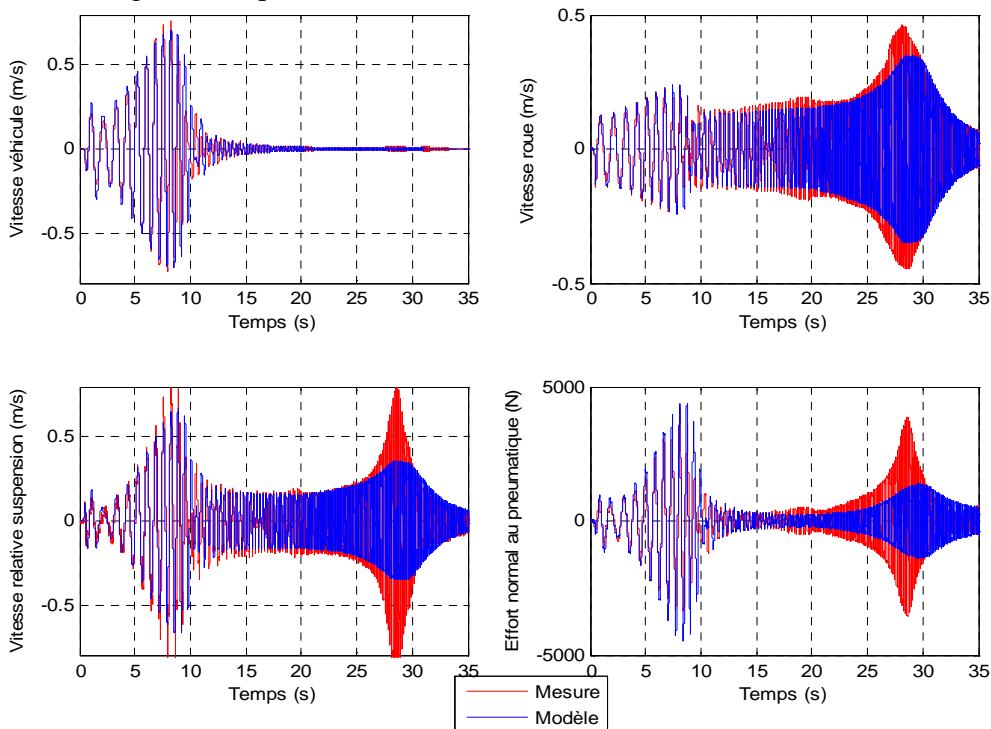 0.5
0
-0.5
Vitesse véhicule (m/s)
0 5 10 15 20 25 30 35
Temps (s)
0.5
0
-0.5
Vitesse roue (m/s)
0 5 10 15 20 25 30 35
Temps (s)
0.5
0
-0.5
Vitesse relative suspension (m/s)
0 5 10 15 20 25 30 35
Temps (s)
5000
0
-5000
Effort normal au pneumatique (N)
0 5 10 15 20 25 30 35
Temps (s)
Mesure
Modèle